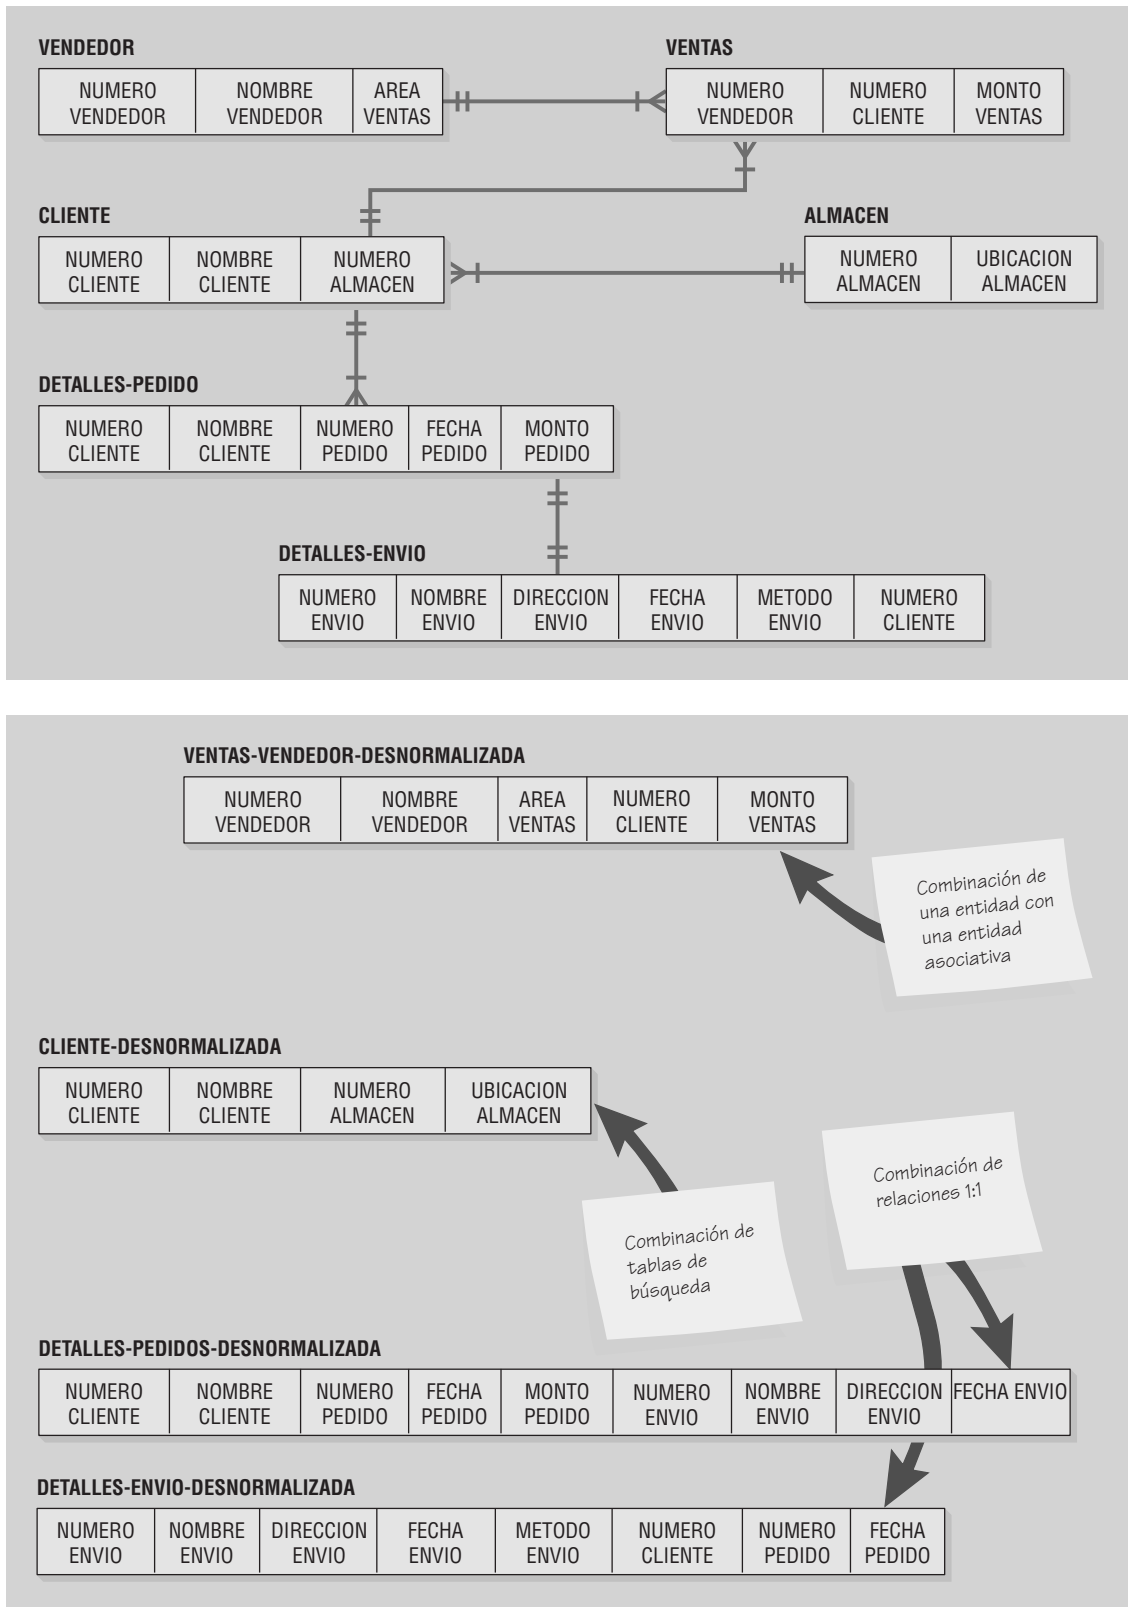 VENDEDOR
NUMERO VENDEDOR
NOMBRE VENDEDOR
AREA VENTAS
VENTAS
NUMERO VENDEDOR
NUMERO CLIENTE
MONTO VENTAS
CLIENTE
NUMERO CLIENTE
NOMBRE CLIENTE
NUMERO ALMACEN
ALMACEN
NUMERO ALMACEN
UBICACION ALMACEN
DETALLES-PEDIDO
NUMERO CLIENTE
NOMBRE CLIENTE
NUMERO PEDIDO
FECHA PEDIDO
MONTO PEDIDO
DETALLES-ENVIO
NUMERO ENVIO
NOMBRE ENVIO
DIRECCION ENVIO
FECHA ENVIO
METODO ENVIO
NUMERO CLIENTE
VENTAS-VENDEDOR-DESNORMALIZADA
NUMERO VENDEDOR
NOMBRE VENDEDOR
AREA VENTAS
NUMERO CLIENTE
MONTO VENTAS
Combinación de
una entidad con
una entidad
asociativa
CLIENTE-DESNORMALIZADA
NUMERO CLIENTE
NOMBRE CLIENTE
NUMERO ALMACEN
UBICACION ALMACEN
Combinación de
tablas de
búsqueda
Combinación de
relaciones 1:1
DETALLES-PEDIDOS-DESNORMALIZADA
NUMERO CLIENTE
NOMBRE CLIENTE
NUMERO PEDIDO
FECHA PEDIDO
MONTO PEDIDO
NUMERO ENVIO
NOMBRE ENVIO
DIRECCION ENVIO
FECHA ENVIO
DETALLES-ENVIO-DESNORMALIZADA
NUMERO ENVIO
NOMBRE ENVIO
DIRECCION ENVIO
FECHA ENVIO
METODO ENVIO
NUMERO CLIENTE
NUMERO PEDIDO
FECHA PEDIDO